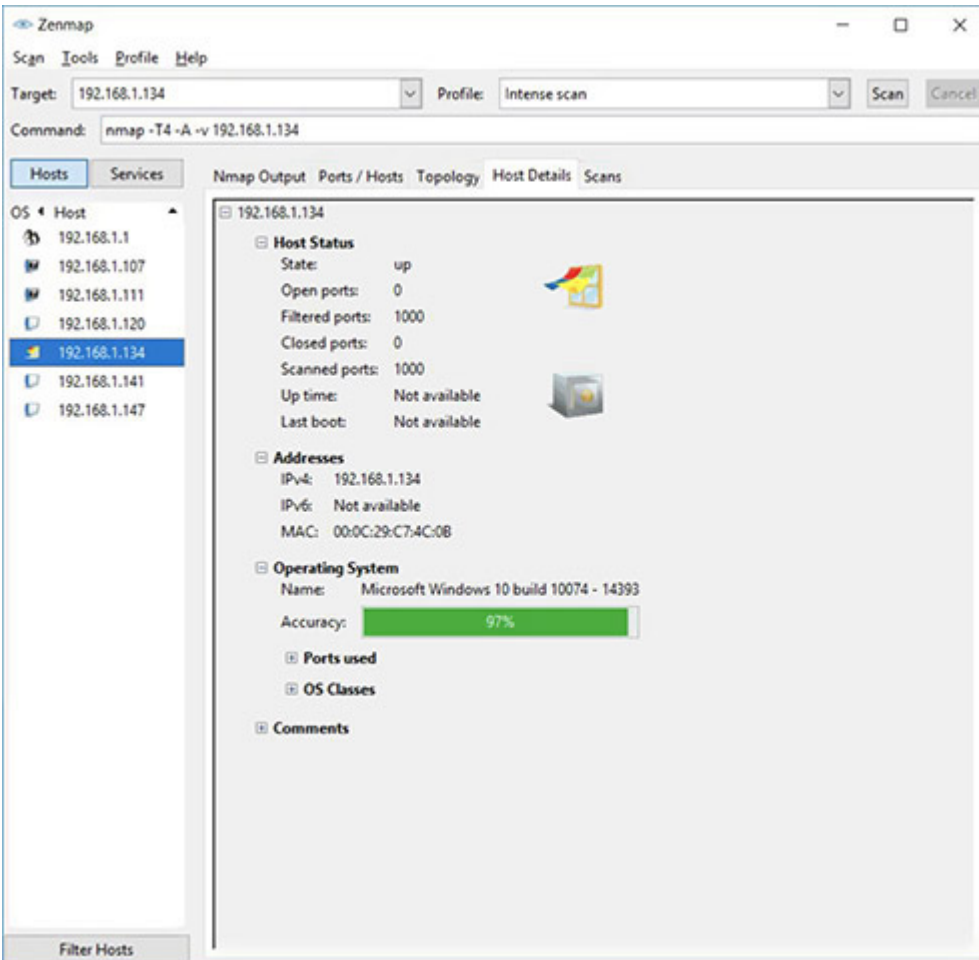 Zenmap
Scan Tools Profile Help
Target: 192.168.1.134 Profile: Intense scan Scan Cancel
Command: nmap -T4 -A -v 192.168.1.134
Hosts Services
Nmap Output Ports / Hosts Topology Host Details Scans
OS Host
192.168.1.1
192.168.1.107
192.168.1.111
192.168.1.120
192.168.1.134
192.168.1.141
192.168.1.147
Filter Hosts
192.168.1.134
Host Status
State: up
Open ports: 0
Filtered ports: 1000
Closed ports: 0
Scanned ports: 1000
Up time: Not available
Last boot: Not available
Addresses
IPv4: 192.168.1.134
IPv6: Not available
MAC: 00:0C:29:C7:4C:0B
Operating System
Name: Microsoft Windows 10 build 10074 - 14393
Accuracy: 97%
Ports used
OS Classes
Comments